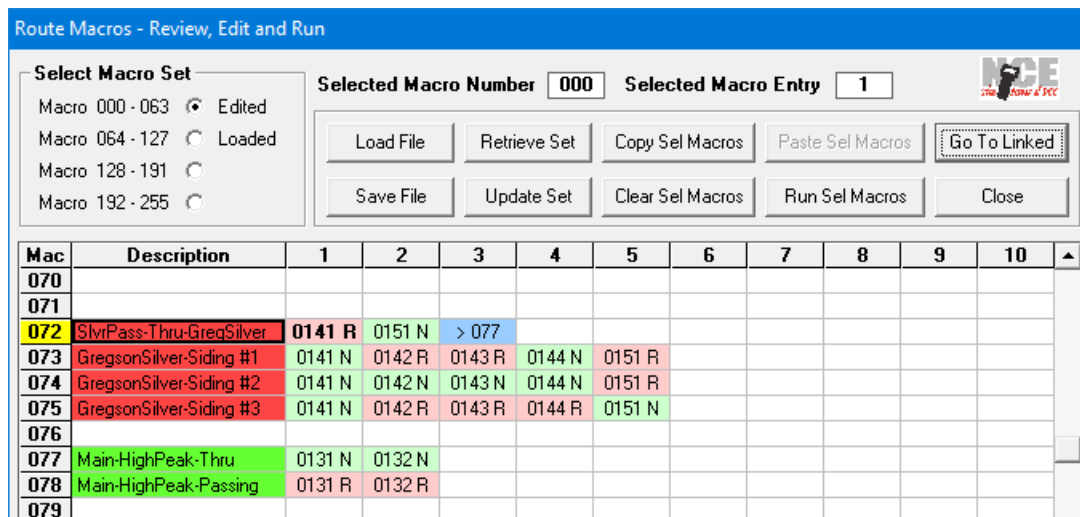 Route Macros - Review, Edit and Run
Select Macro Set
Macro 000 - 063 Edited
Macro 064 - 127 Loaded
Macro 128 - 191
Macro 192 - 255
Selected Macro Number 000 Selected Macro Entry 1
NCE
Load File Retrieve Set Copy Sel Macros Paste Sel Macros Go To Linked
Save File Update Set Clear Sel Macros Run Sel Macros Close
Mac Description 1 2 3 4 5 6 7 8 9 10
070
071
072 SlvrPass-Thru-GregSilver 0141 R 0151 N > 077
073 GregsonSilver-Siding #1 0141 N 0142 R 0143 R 0144 N 0151 R
074 GregsonSilver-Siding #2 0141 N 0142 N 0143 N 0144 N 0151 R
075 GregsonSilver-Siding #3 0141 N 0142 R 0143 R 0144 R 0151 N
076
077 Main-HighPeak-Thru 0131 N 0132 N
078 Main-HighPeak-Passing 0131 R 0132 R
079